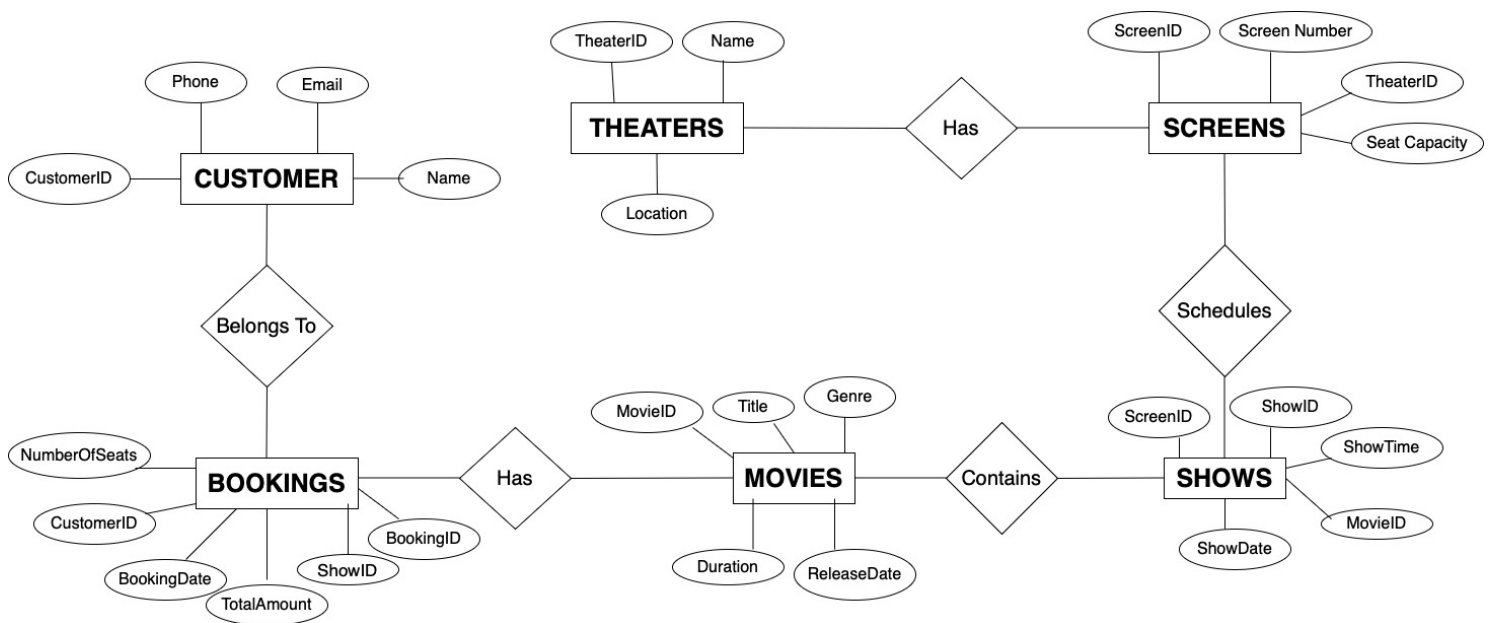 Phone
Email
CustomerID
CUSTOMER
Name
TheaterID
Name
THEATERS
Location
Has
ScreenID
Screen Number
TheaterID
SCREENS
Seat Capacity
Belongs To
Schedules
NumberOfSeats
BOOKINGS
CustomerID
BookingDate
TotalAmount
ShowID
BookingID
Has
MovieID
Title
Genre
MOVIES
Duration
ReleaseDate
Contains
ScreenID
ShowID
ShowTime
SHOWS
MovieID
ShowDate